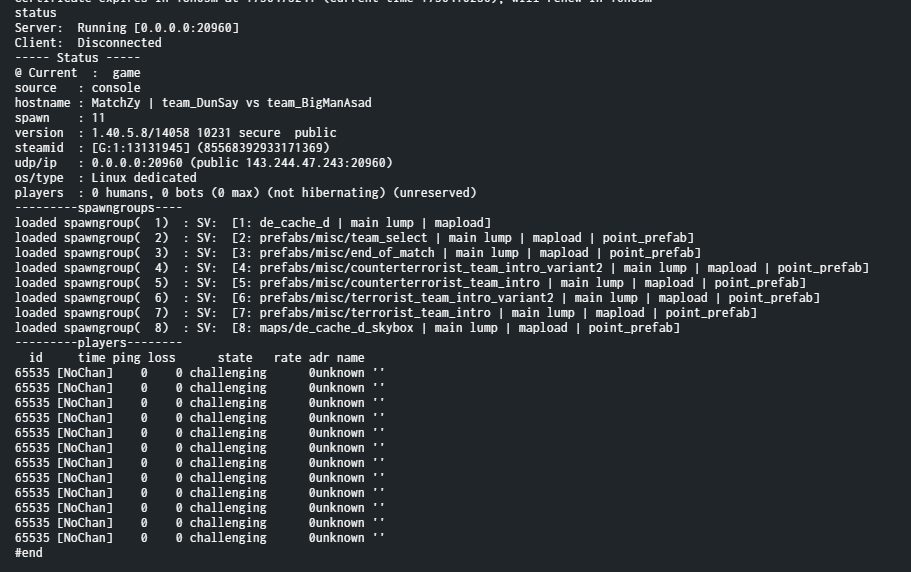 status
Server:  Running [0.0.0.0:20960]
Client:  Disconnected
----- Status -----
@ Current  :  game
source   : console
hostname : MatchZy | team_DunSay vs team_BigManAsad
spawn    : 11
version  : 1.40.5.8/14058 10231 secure  public
steamid  : [G:1:13131945] (85568392933171369)
udp/ip   : 0.0.0.0:20960 (public 143.244.47.243:20960)
os/type  : Linux dedicated
players  : 0 humans, 0 bots (0 max) (not hibernating) (unreserved)
---------spawngroups----
loaded spawngroup(  1)  : SV:  [1: de_cache_d | main lump | mapload]
loaded spawngroup(  2)  : SV:  [2: prefabs/misc/team_select | main lump | mapload | point_prefab]
loaded spawngroup(  3)  : SV:  [3: prefabs/misc/end_of_match | main lump | mapload | point_prefab]
loaded spawngroup(  4)  : SV:  [4: prefabs/misc/counterterrorist_team_intro_variant2 | main lump | mapload | point_prefab]
loaded spawngroup(  5)  : SV:  [5: prefabs/misc/counterterrorist_team_intro | main lump | mapload | point_prefab]
loaded spawngroup(  6)  : SV:  [6: prefabs/misc/terrorist_team_intro_variant2 | main lump | mapload | point_prefab]
loaded spawngroup(  7)  : SV:  [7: prefabs/misc/terrorist_team_intro | main lump | mapload | point_prefab]
loaded spawngroup(  8)  : SV:  [8: maps/de_cache_d_skybox | main lump | mapload | point_prefab]
---------players--------
  id     time ping loss      state   rate adr name
65535 [NoChan]    0    0 challenging      0unknown ''
65535 [NoChan]    0    0 challenging      0unknown ''
65535 [NoChan]    0    0 challenging      0unknown ''
65535 [NoChan]    0    0 challenging      0unknown ''
65535 [NoChan]    0    0 challenging      0unknown ''
65535 [NoChan]    0    0 challenging      0unknown ''
65535 [NoChan]    0    0 challenging      0unknown ''
65535 [NoChan]    0    0 challenging      0unknown ''
65535 [NoChan]    0    0 challenging      0unknown ''
65535 [NoChan]    0    0 challenging      0unknown ''
65535 [NoChan]    0    0 challenging      0unknown ''
65535 [NoChan]    0    0 challenging      0unknown ''
#end